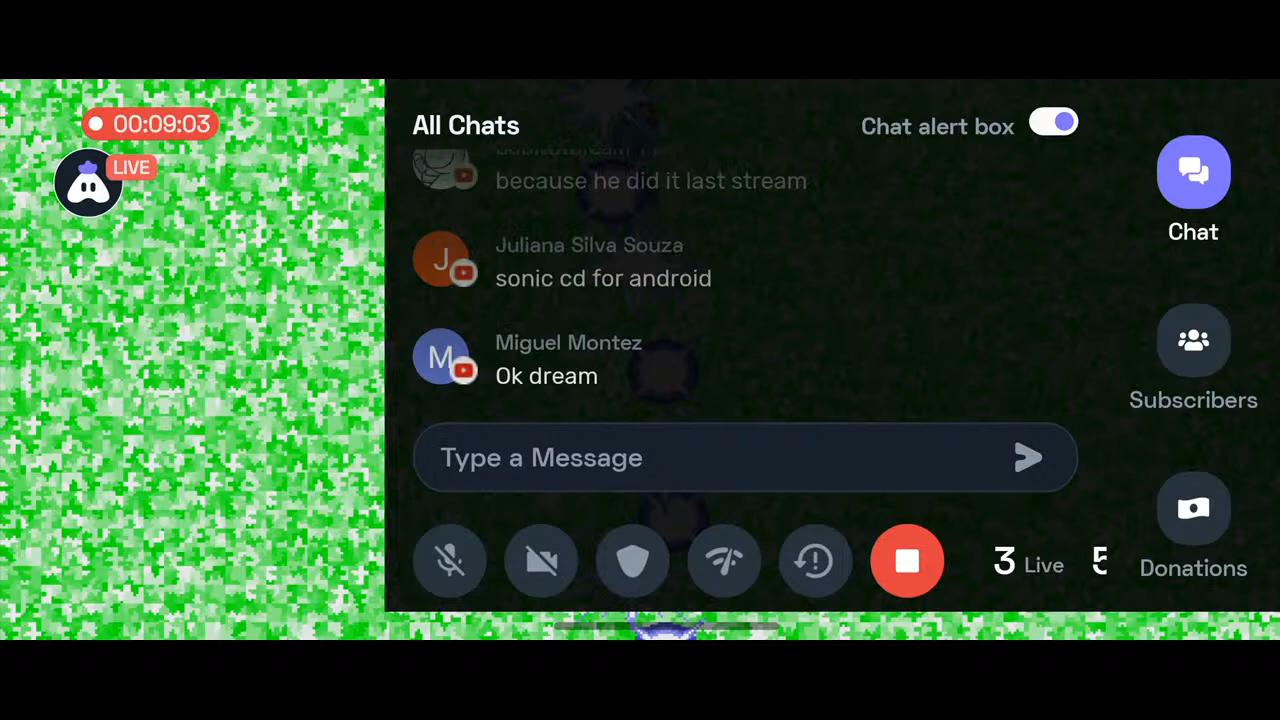 00:09:03
LIVE
All Chats
Chat alert box
because he did it last stream
Juliana Silva Souza
sonic cd for android
Miguel Montez
Ok dream
Type a Message
3 Live
Chat
Subscribers
Donations